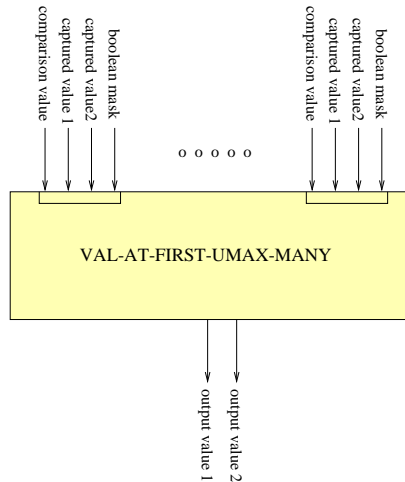 comparison value
captured value 1
captured value2
boolean mask
o o o o o
comparison value
captured value 1
captured value2
boolean mask
VAL-AT-FIRST-UMAX-MANY
output value 1
output value 2